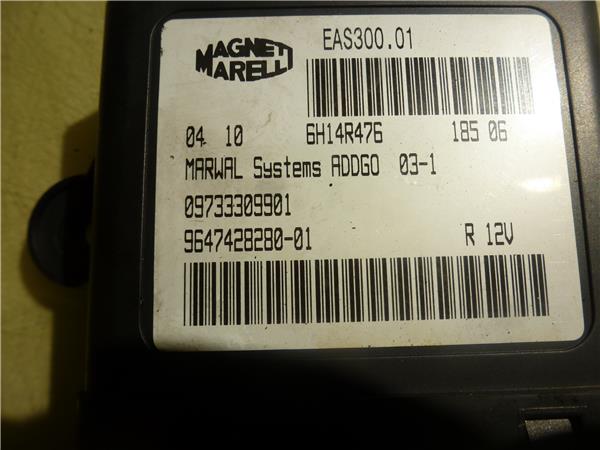 MAGNETI MARELLI
EAS300.01
04 10 6H14R476 185 06
MARWAL Systems ADDGO 03-1
09733309901
9647428280-01 R 12V